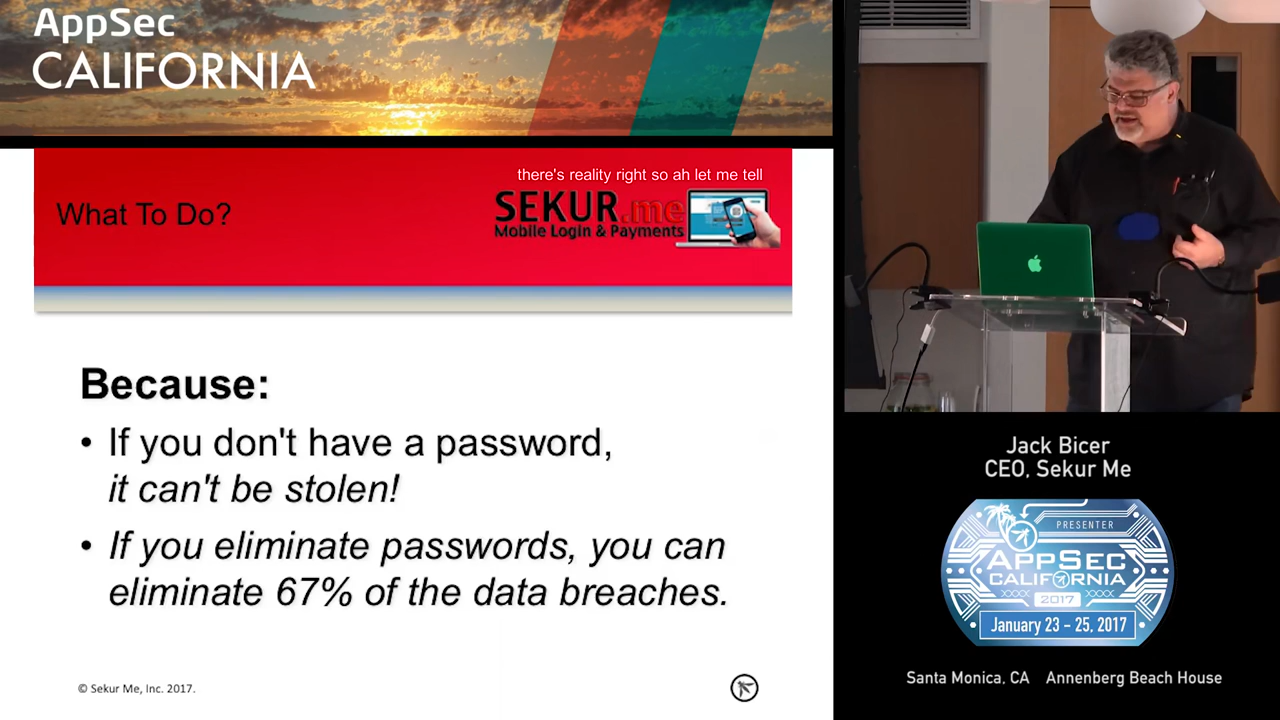 AppSec
CALIFORNIA
there's reality right so ah let me tell
What To Do?
SEKUR.me
Mobile Login & Payments
Because:
• If you don't have a password,
it can't be stolen!
• If you eliminate passwords, you can
eliminate 67% of the data breaches.
© Sekur Me, Inc. 2017.
Jack Bicer
CEO, Sekur Me
PRESENTER
APPSEC
CALIFORNIA
2017
January 23 – 25, 2017
Santa Monica, CA Annenberg Beach House